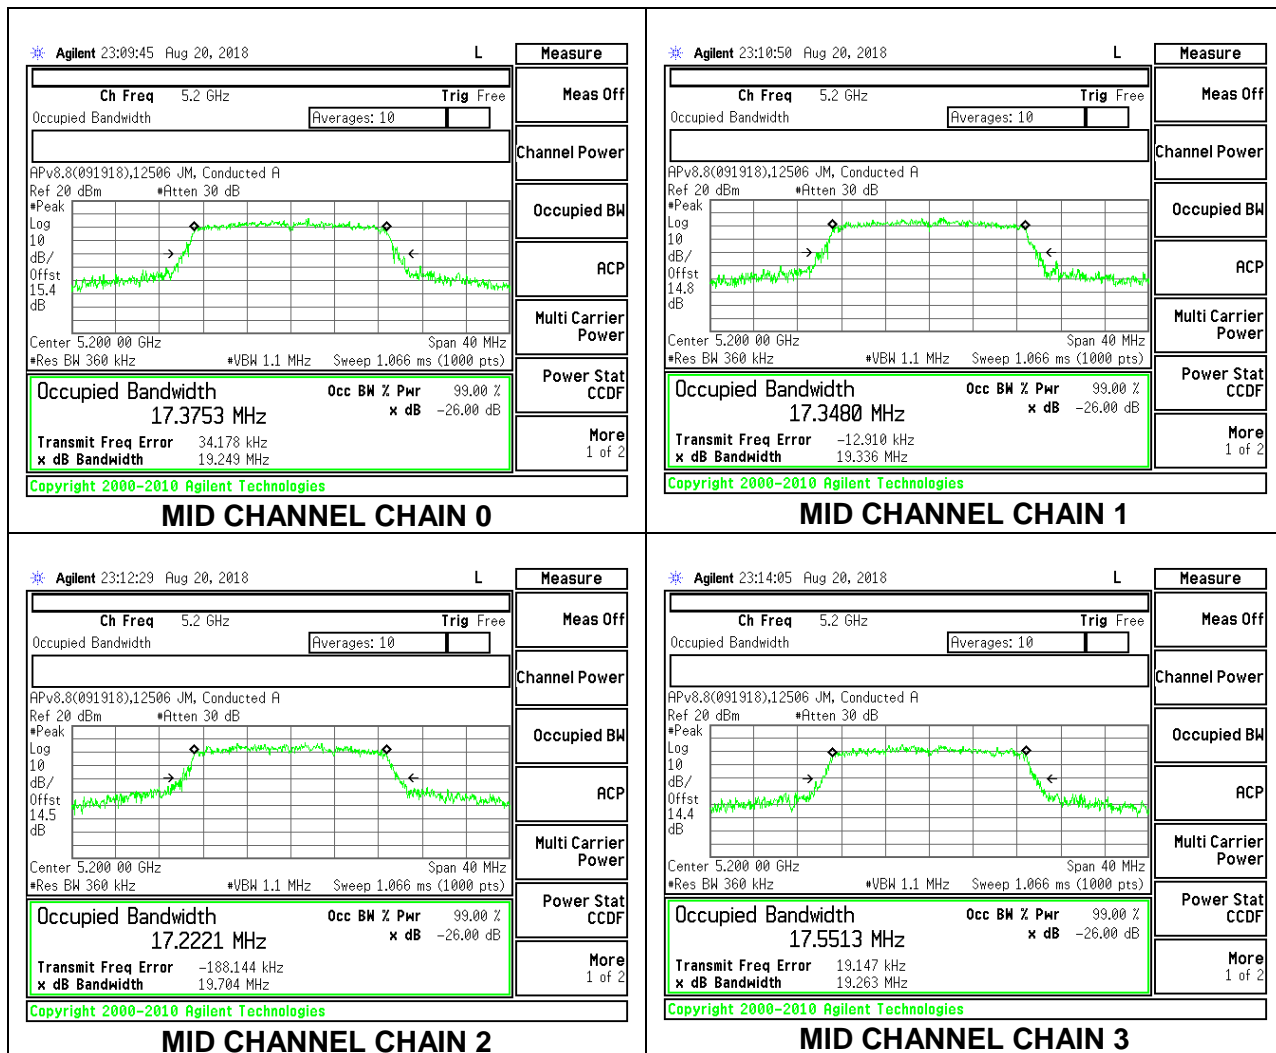 Agilent 23:09:45 Aug 20, 2018 L Measure
Ch Freq 5.2 GHz Trig Free Meas Off
Occupied Bandwidth Averages: 10
Channel Power
APv8.8(091918),12506 JM, Conducted A
Ref 20 dBm #Atten 30 dB
#Peak Occupied BW
Log
10
dB/ ACP
Offst
15.4
dB
Multi Carrier
Power
Center 5.200 00 GHz Span 40 MHz
#Res BW 360 kHz #VBW 1.1 MHz Sweep 1.066 ms (1000 pts)
Power Stat
CCDF
Occupied Bandwidth Occ BW % Pwr 99.00 %
17.3753 MHz x dB -26.00 dB
More
1 of 2
Transmit Freq Error 34.178 kHz
x dB Bandwidth 19.249 MHz
Copyright 2000-2010 Agilent Technologies
MID CHANNEL CHAIN 0
Agilent 23:10:50 Aug 20, 2018 L Measure
Ch Freq 5.2 GHz Trig Free Meas Off
Occupied Bandwidth Averages: 10
Channel Power
APv8.8(091918),12506 JM, Conducted A
Ref 20 dBm #Atten 30 dB
#Peak Occupied BW
Log
10
dB/ ACP
Offst
14.8
dB
Multi Carrier
Power
Center 5.200 00 GHz Span 40 MHz
#Res BW 360 kHz #VBW 1.1 MHz Sweep 1.066 ms (1000 pts)
Power Stat
CCDF
Occupied Bandwidth Occ BW % Pwr 99.00 %
17.3480 MHz x dB -26.00 dB
More
1 of 2
Transmit Freq Error -12.910 kHz
x dB Bandwidth 19.336 MHz
Copyright 2000-2010 Agilent Technologies
MID CHANNEL CHAIN 1
Agilent 23:12:29 Aug 20, 2018 L Measure
Ch Freq 5.2 GHz Trig Free Meas Off
Occupied Bandwidth Averages: 10
Channel Power
APv8.8(091918),12506 JM, Conducted A
Ref 20 dBm #Atten 30 dB
#Peak Occupied BW
Log
10
dB/ ACP
Offst
14.5
dB
Multi Carrier
Power
Center 5.200 00 GHz Span 40 MHz
#Res BW 360 kHz #VBW 1.1 MHz Sweep 1.066 ms (1000 pts)
Power Stat
CCDF
Occupied Bandwidth Occ BW % Pwr 99.00 %
17.2221 MHz x dB -26.00 dB
More
1 of 2
Transmit Freq Error -188.144 kHz
x dB Bandwidth 19.704 MHz
Copyright 2000-2010 Agilent Technologies
MID CHANNEL CHAIN 2
Agilent 23:14:05 Aug 20, 2018 L Measure
Ch Freq 5.2 GHz Trig Free Meas Off
Occupied Bandwidth Averages: 10
Channel Power
APv8.8(091918),12506 JM, Conducted A
Ref 20 dBm #Atten 30 dB
#Peak Occupied BW
Log
10
dB/ ACP
Offst
14.4
dB
Multi Carrier
Power
Center 5.200 00 GHz Span 40 MHz
#Res BW 360 kHz #VBW 1.1 MHz Sweep 1.066 ms (1000 pts)
Power Stat
CCDF
Occupied Bandwidth Occ BW % Pwr 99.00 %
17.5513 MHz x dB -26.00 dB
More
1 of 2
Transmit Freq Error 19.147 kHz
x dB Bandwidth 19.263 MHz
Copyright 2000-2010 Agilent Technologies
MID CHANNEL CHAIN 3